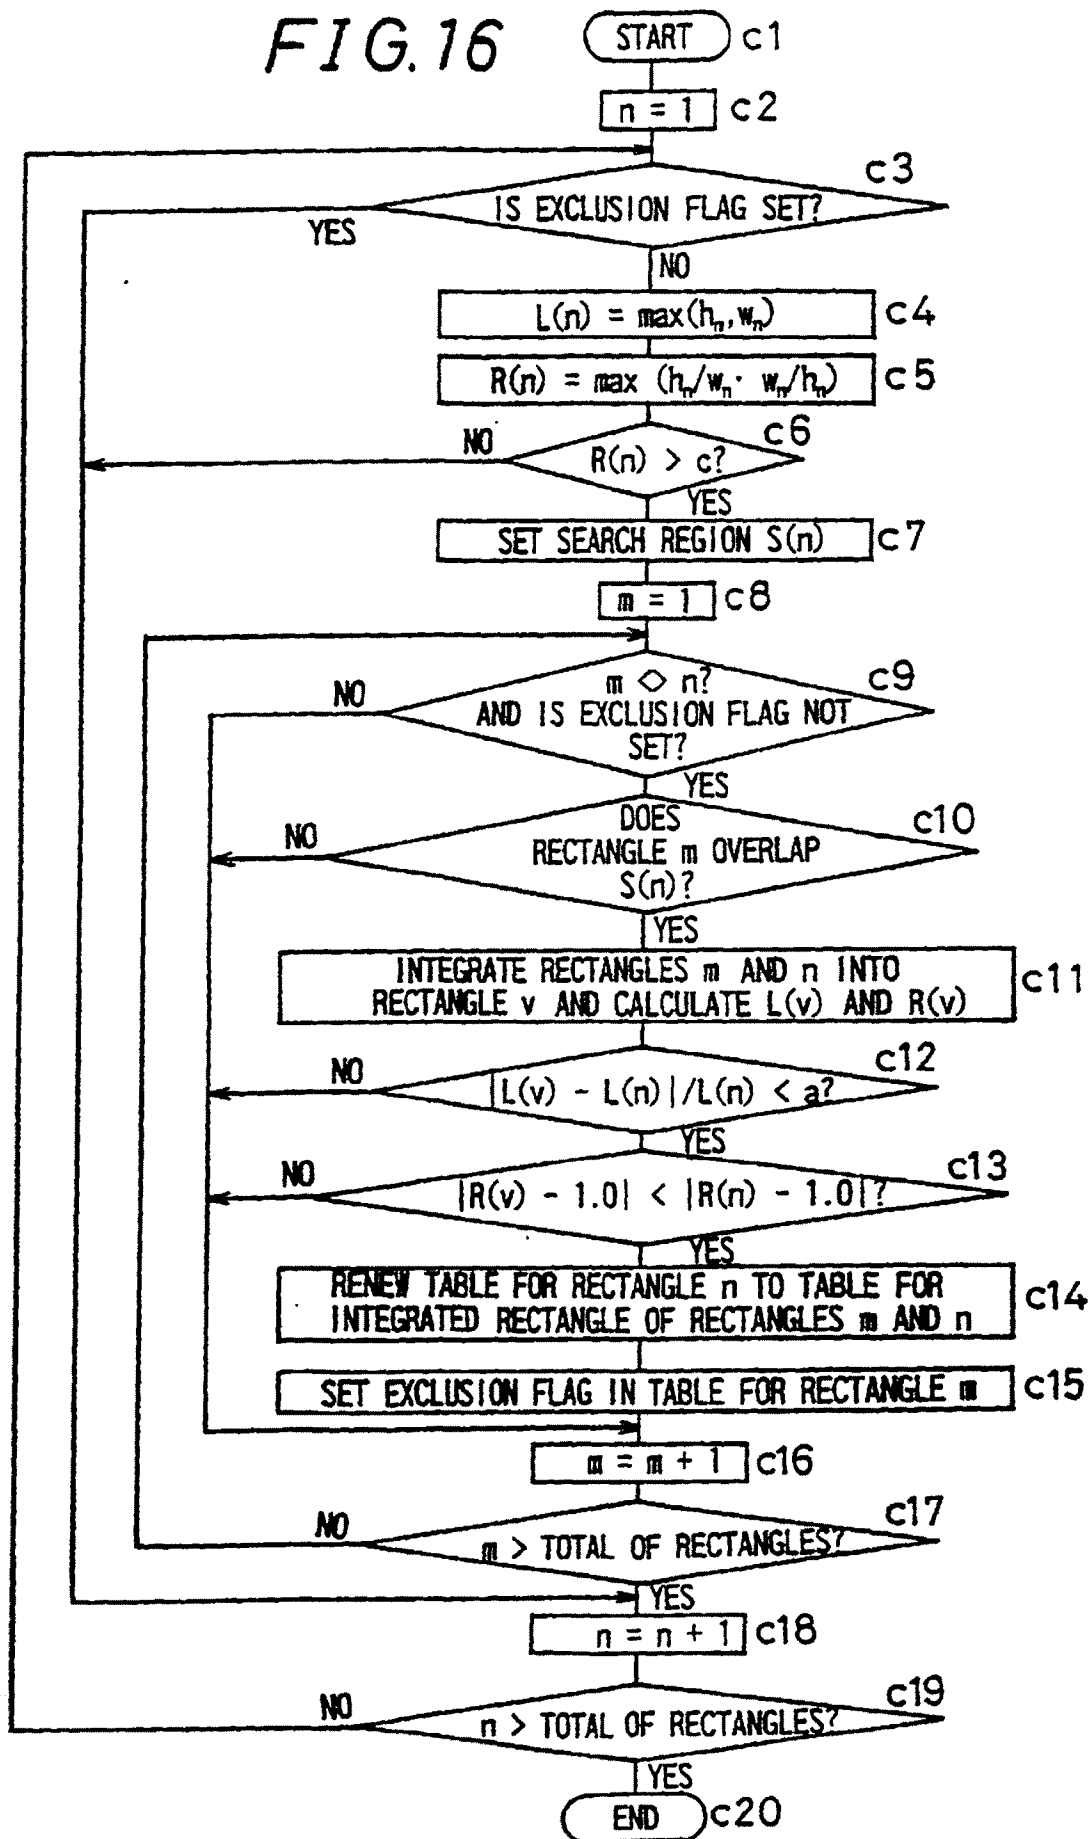 FIG. 16
START c1
n = 1 c2
c3
IS EXCLUSION FLAG SET?
YES
NO
L(n) = max(hₙ,wₙ) c4
R(n) = max (hₙ/wₙ· wₙ/hₙ) c5
c6
NO
R(n) > c?
YES
SET SEARCH REGION S(n) c7
m = 1 c8
c9
NO
m <> n?
AND IS EXCLUSION FLAG NOT
SET?
YES
c10
NO
DOES
RECTANGLE m OVERLAP
S(n)?
YES
INTEGRATE RECTANGLES m AND n INTO
RECTANGLE v AND CALCULATE L(v) AND R(v)
c11
c12
NO
|L(v) - L(n)|/L(n) < a?
YES
c13
NO
|R(v) - 1.0| < |R(n) - 1.0|?
YES
RENEW TABLE FOR RECTANGLE n TO TABLE FOR
INTEGRATED RECTANGLE OF RECTANGLES m AND n
c14
SET EXCLUSION FLAG IN TABLE FOR RECTANGLE m c15
m = m + 1 c16
c17
NO
m > TOTAL OF RECTANGLES?
YES
n = n + 1 c18
c19
NO
n > TOTAL OF RECTANGLES?
YES
END c20